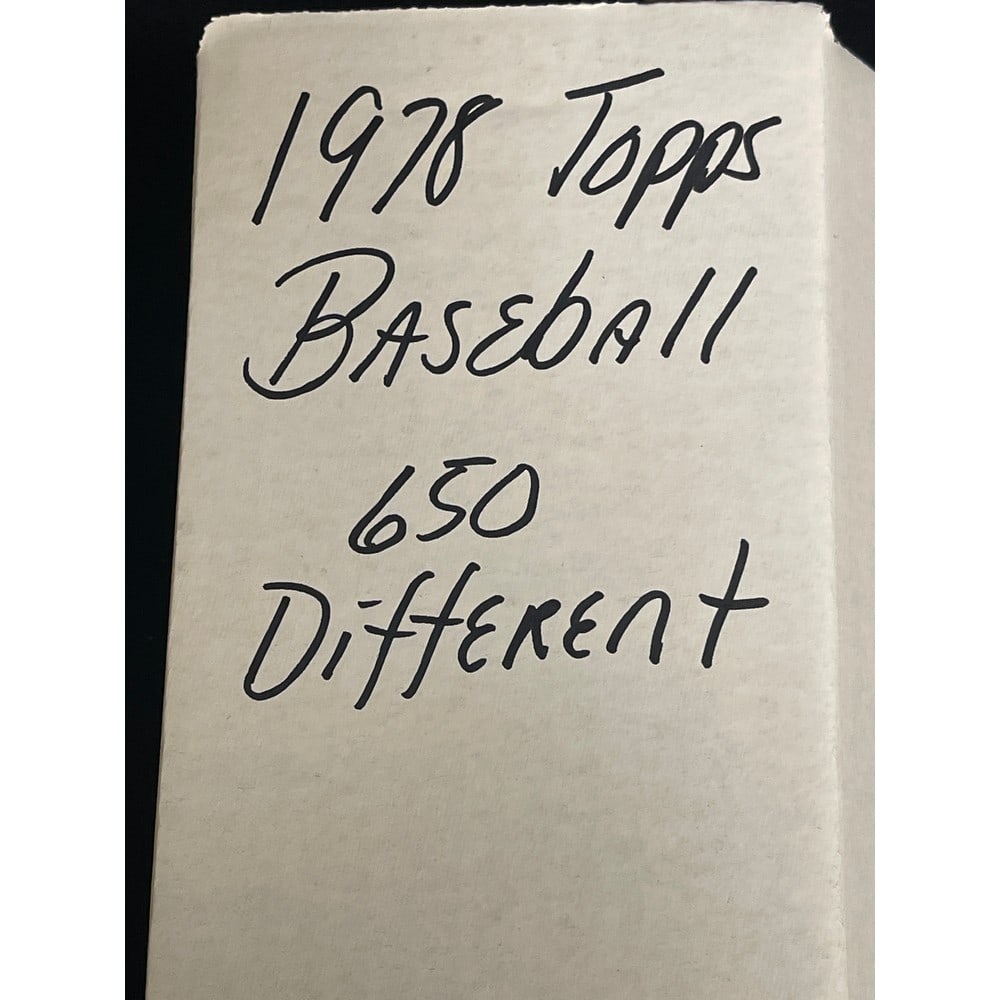 1978 Topps
Baseball
650
Different